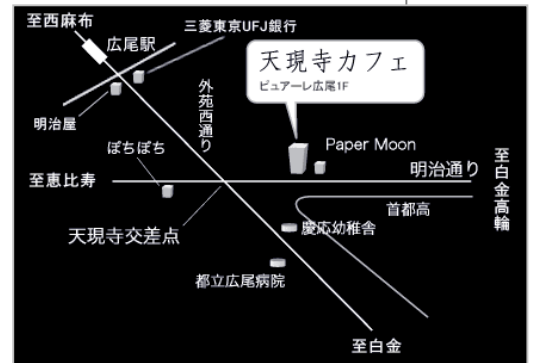 至西麻布
三菱東京UFJ銀行
広尾駅
天現寺カフェ
ピュアーレ広尾1F
外苑西通り
明治屋
ぽちぽち
Paper Moon
明治通り
至恵比寿
至白金高輪
首都高
天現寺交差点
慶応幼稚舎
都立広尾病院
至白金